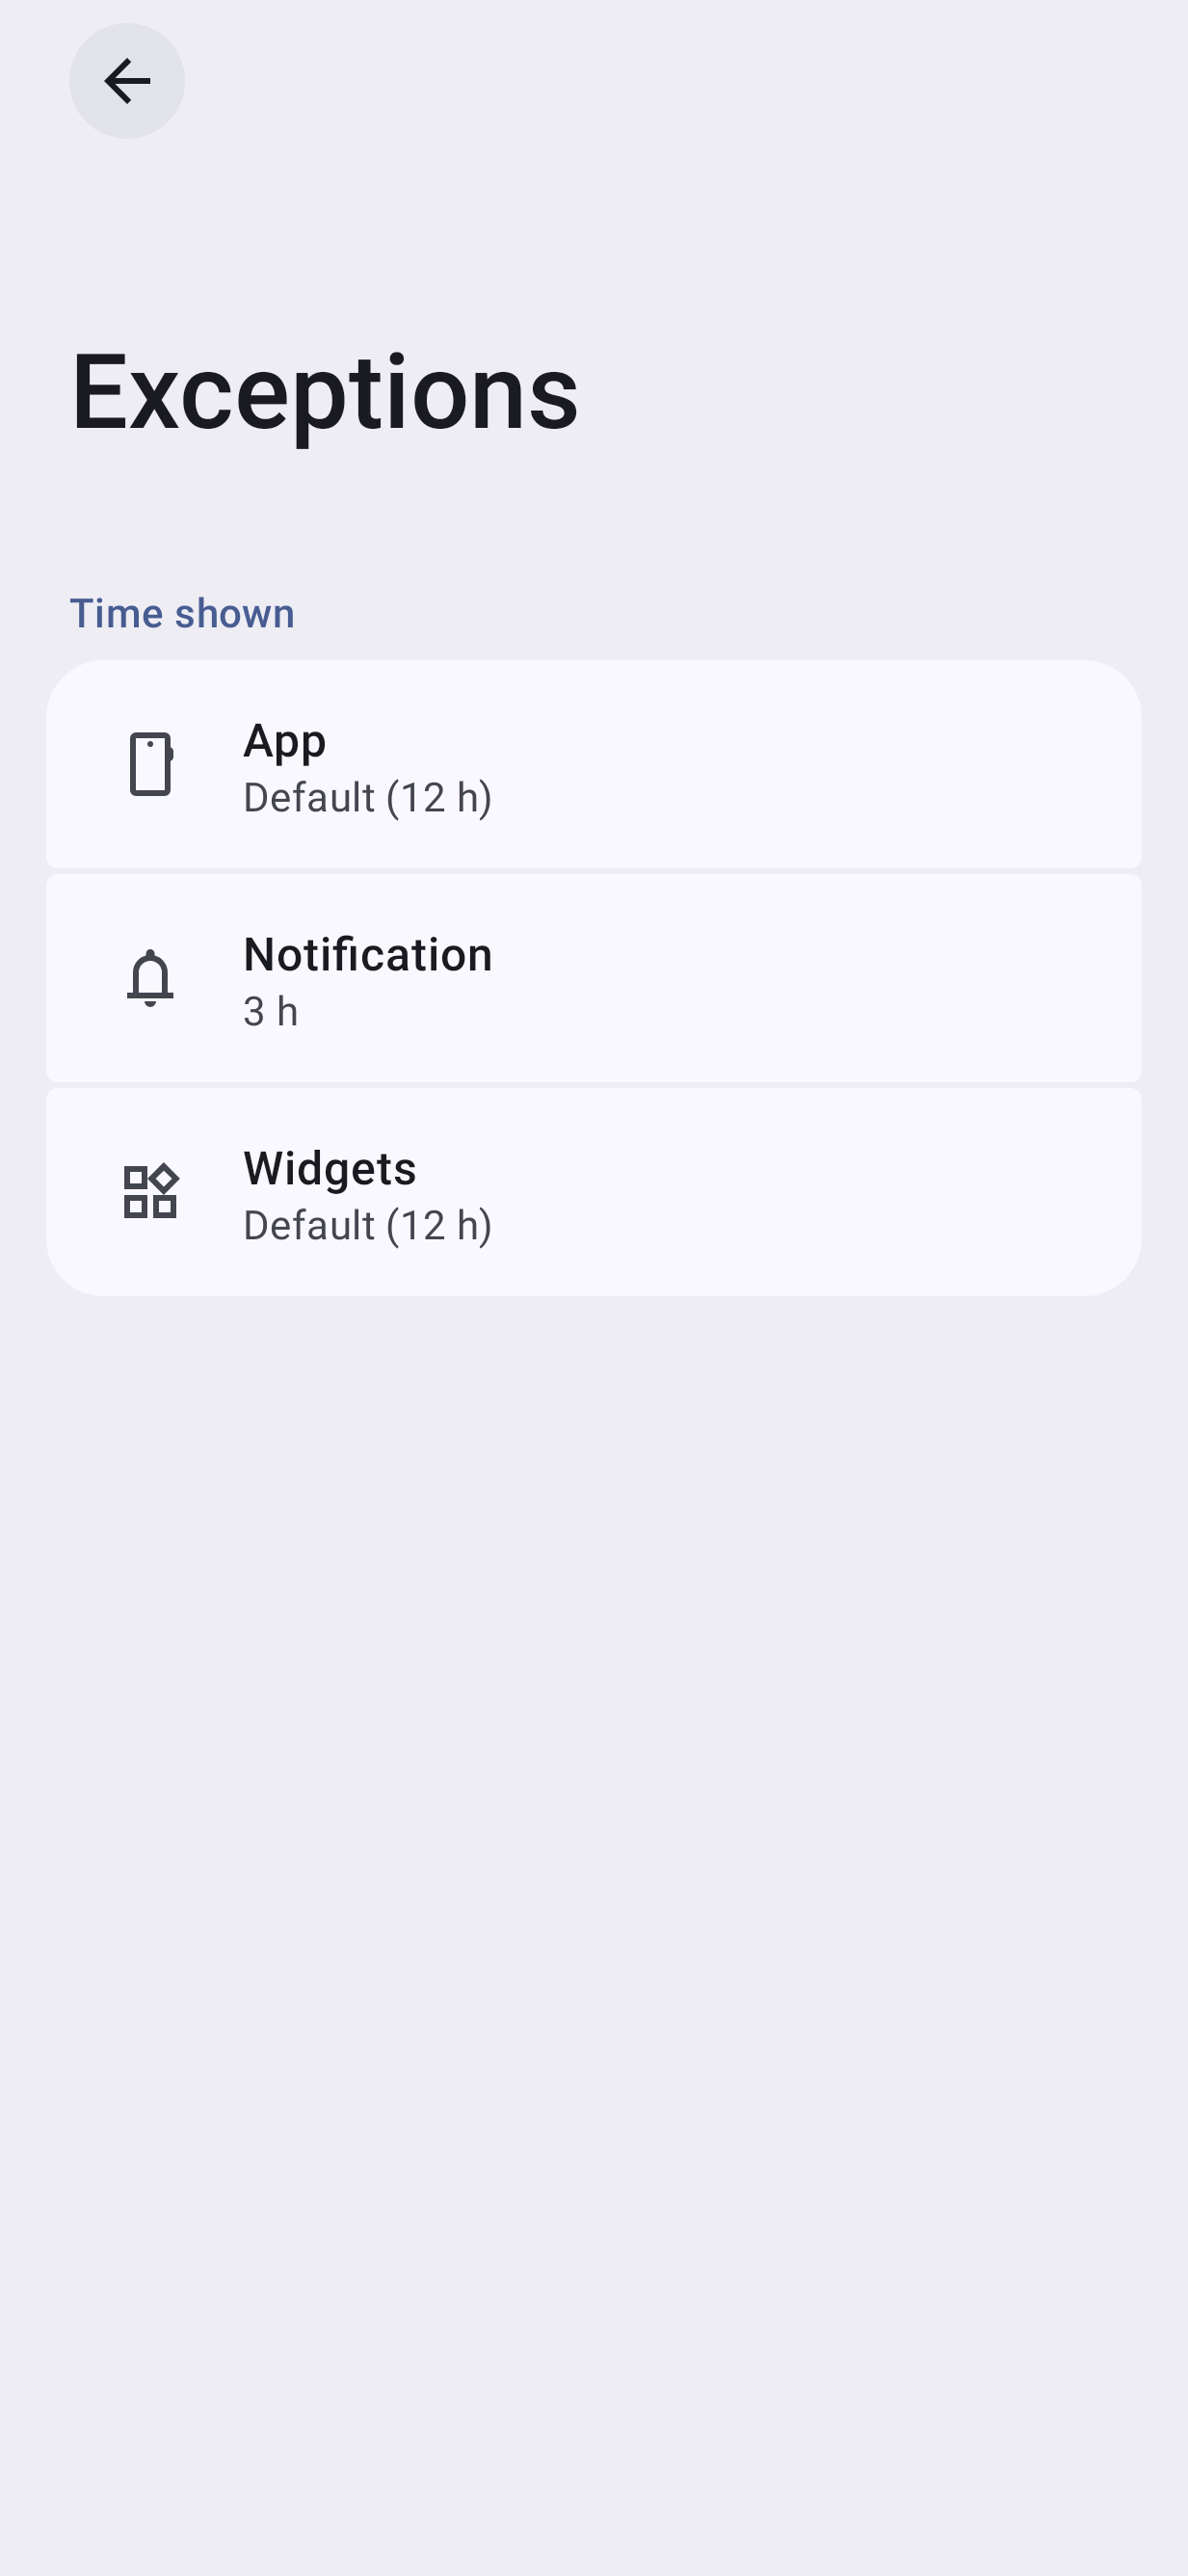 Exceptions
Time shown
App
Default (12 h)
Notification
3 h
Widgets
Default (12 h)